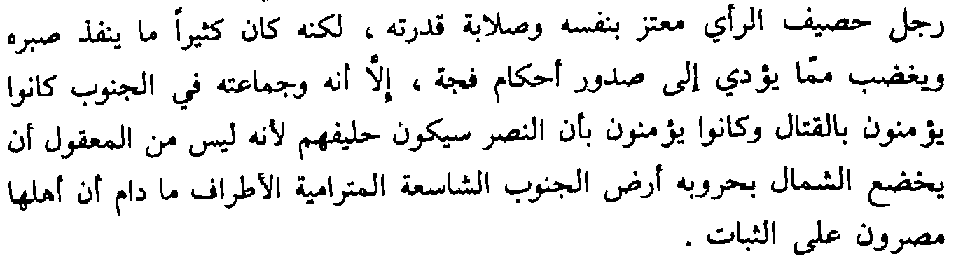 رجل حصيف الرأي معتز بنفسه وصلابة قدرته ، لكنه كان كثيراً ما ينفذ صبره
ويغضب ممّا يؤدي إلى صدور أحكام فجة ، إلَّا أنه وجماعته في الجنوب كانوا
يؤمنون بالقتال وكانوا يؤمنون بأن النصر سيكون حليفهم لأنه ليس من المعقول أن
يخضع الشمال بحروبه أرض الجنوب الشاسعة المترامية الأطراف ما دام أن أهلها
مصرون على الثبات .